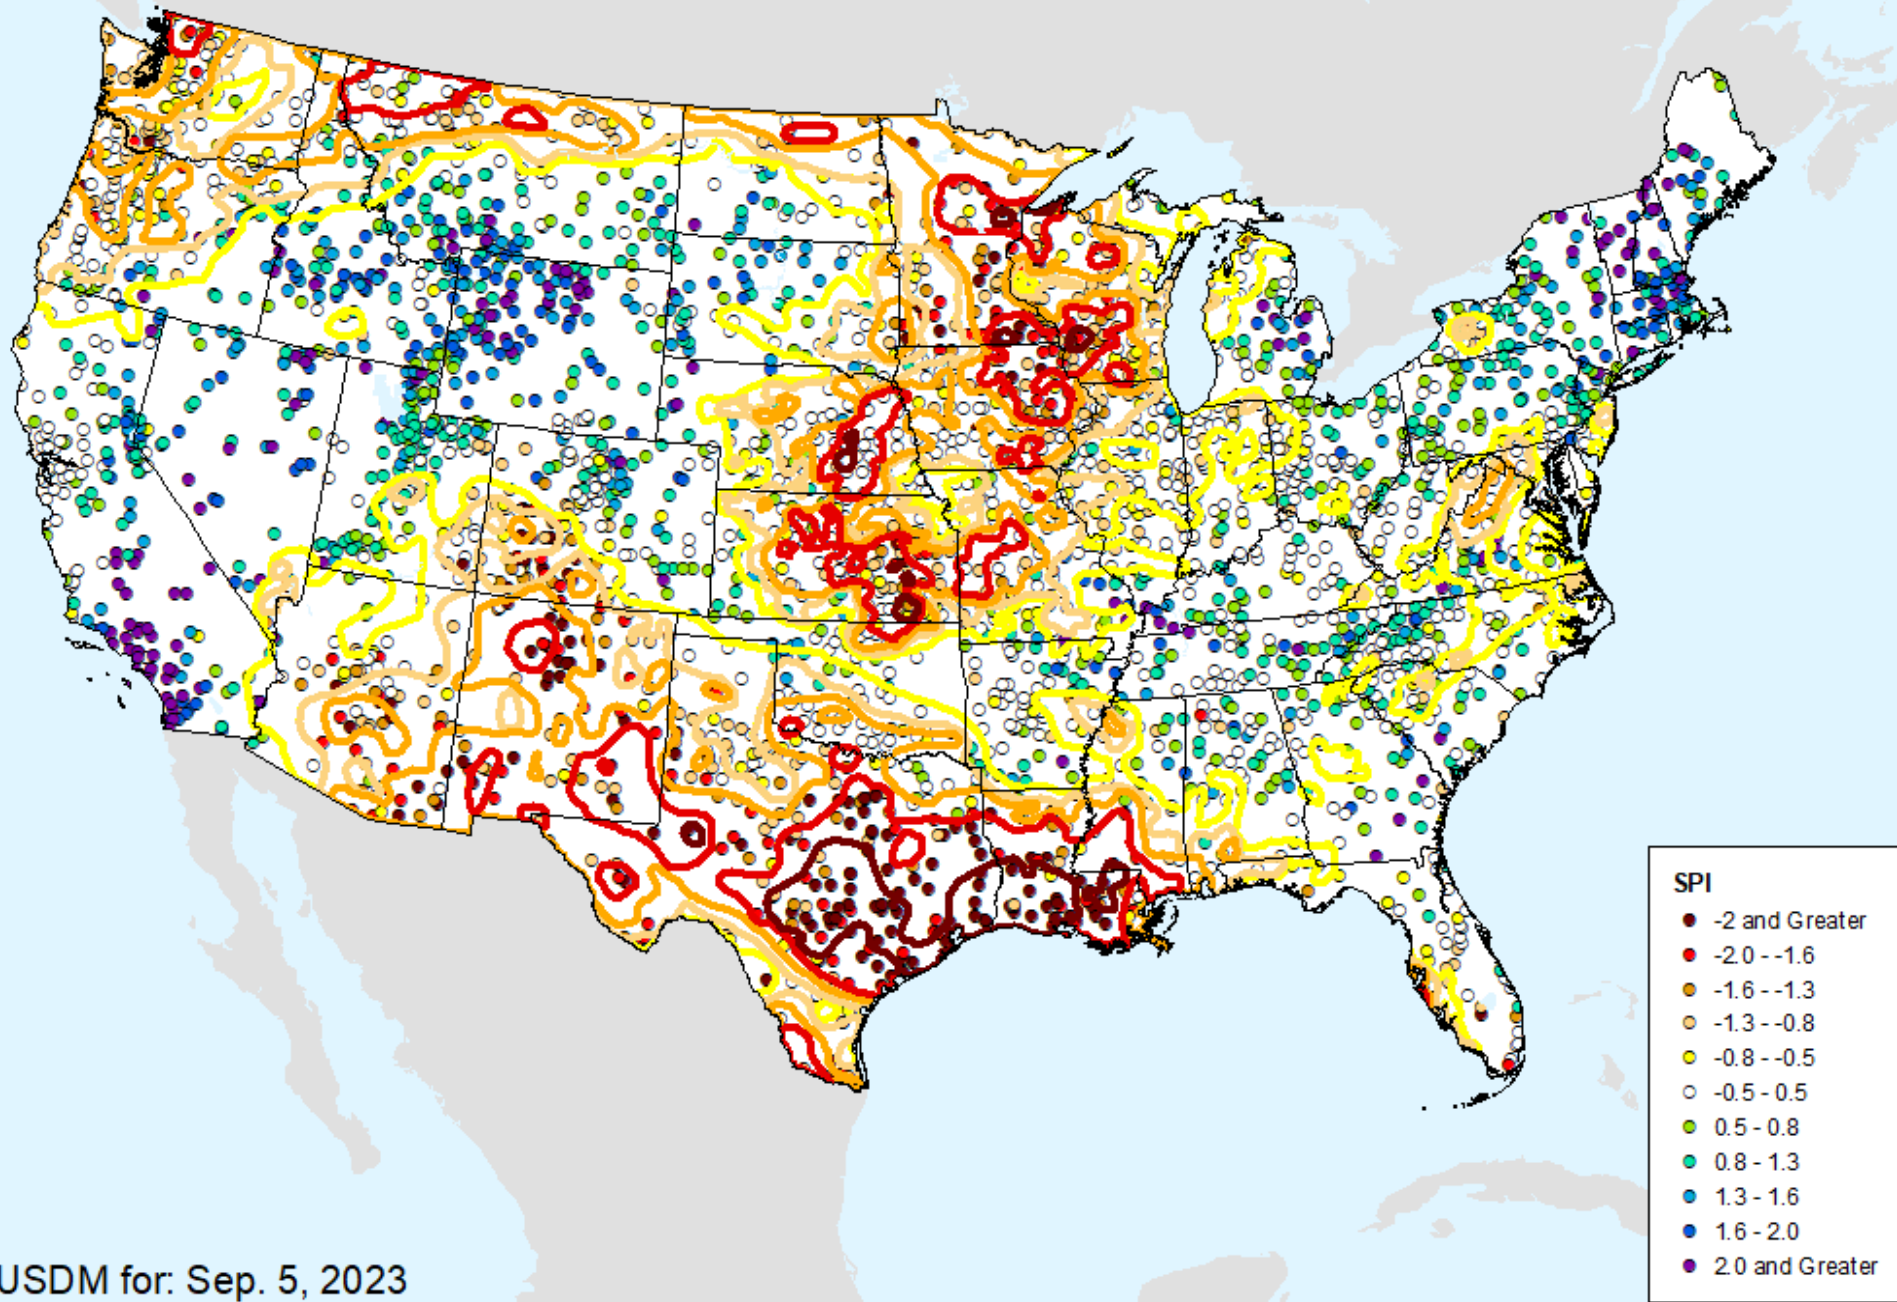 SPI
-2 and Greater
-2.0 - -1.6
-1.6 - -1.3
-1.3 - -0.8
-0.8 - -0.5
-0.5 - 0.5
0.5 - 0.8
0.8 - 1.3
1.3 - 1.6
1.6 - 2.0
2.0 and Greater
USDM for: Sep. 5, 2023